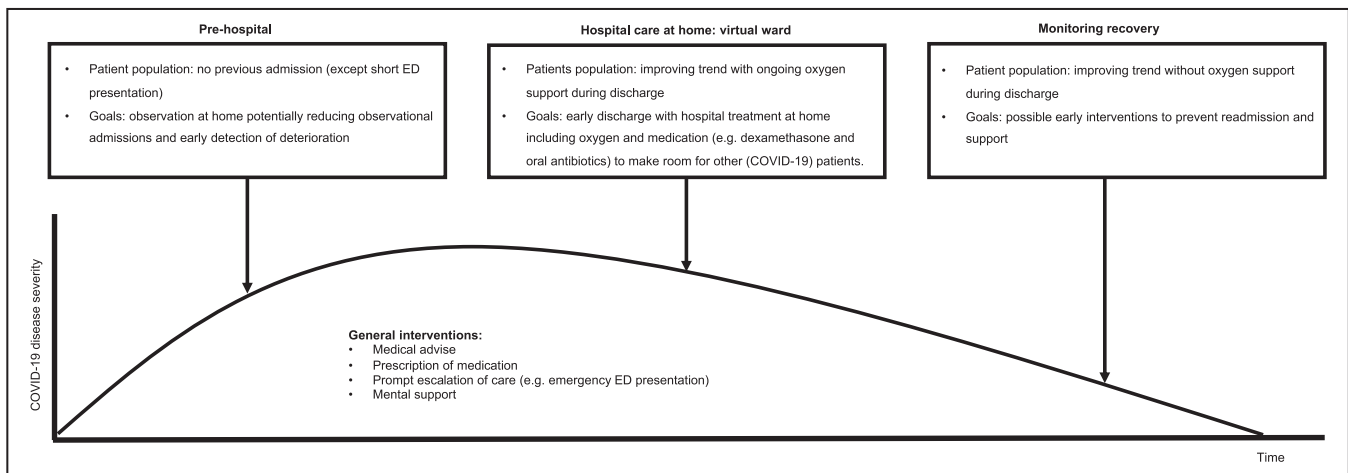 Pre-hospital
• Patient population: no previous admission (except short ED
presentation)
• Goals: observation at home potentially reducing observational
admissions and early detection of deterioration
Hospital care at home: virtual ward
• Patients population: improving trend with ongoing oxygen
support during discharge
• Goals: early discharge with hospital treatment at home
including oxygen and medication (e.g. dexamethasone and
oral antibiotics) to make room for other (COVID-19) patients.
Monitoring recovery
• Patient population: improving trend without oxygen support
during discharge
• Goals: possible early interventions to prevent readmission and
support
COVID-19 disease severity
General interventions:
• Medical advise
• Prescription of medication
• Prompt escalation of care (e.g. emergency ED presentation)
• Mental support
Time